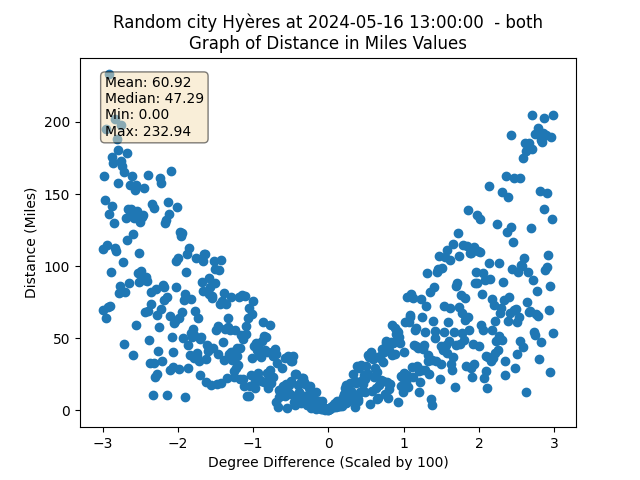 Random city Hyères at 2024-05-16 13:00:00  - both
Graph of Distance in Miles Values
Mean: 60.92
Median: 47.29
Min: 0.00
Max: 232.94
200
150
100
50
0
Distance (Miles)
−3
−2
−1
0
1
2
3
Degree Difference (Scaled by 100)